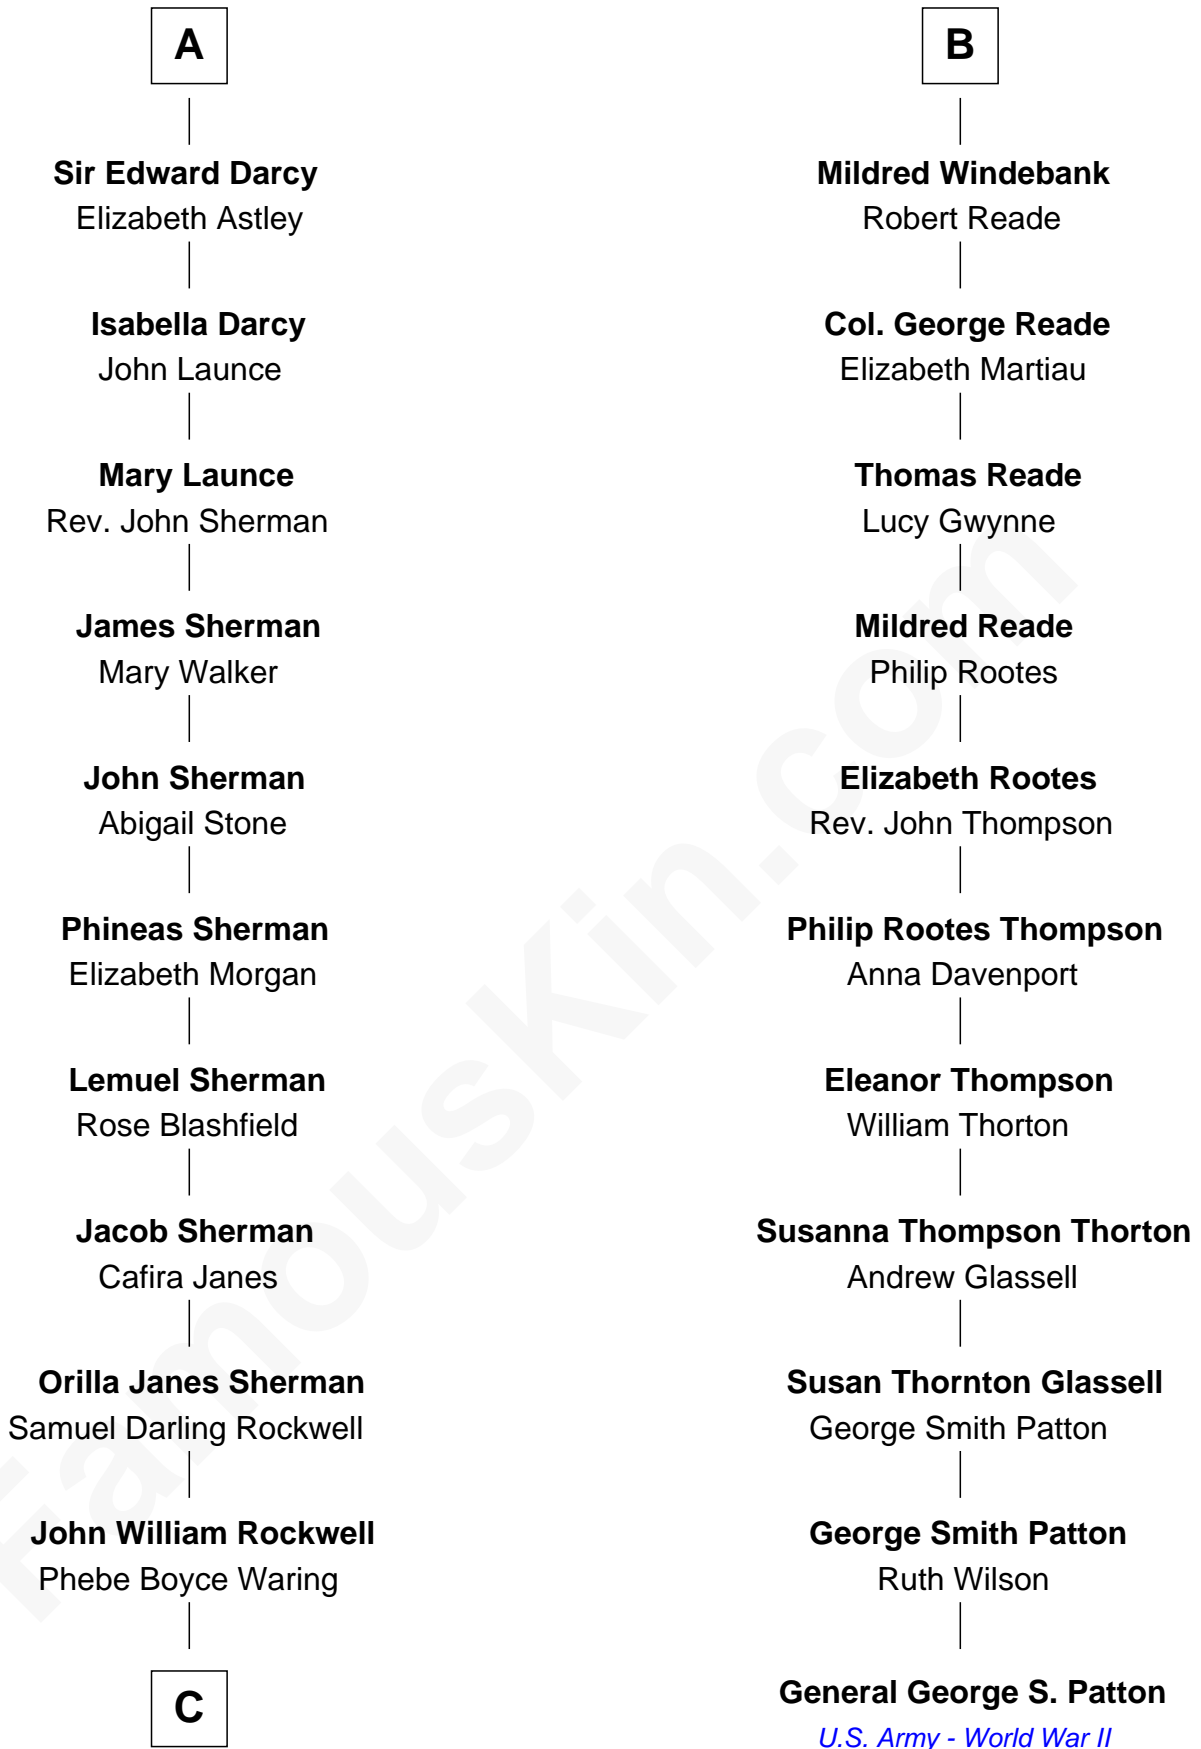 A
Sir Edward Darcy
Elizabeth Astley
Isabella Darcy
John Launce
Mary Launce
Rev. John Sherman
James Sherman
Mary Walker
John Sherman
Abigail Stone
Phineas Sherman
Elizabeth Morgan
Lemuel Sherman
Rose Blashfield
Jacob Sherman
Cafira Janes
Orilla Janes Sherman
Samuel Darling Rockwell
John William Rockwell
Phebe Boyce Waring
C
B
Mildred Windebank
Robert Reade
Col. George Reade
Elizabeth Martiau
Thomas Reade
Lucy Gwynne
Mildred Reade
Philip Rootes
Elizabeth Rootes
Rev. John Thompson
Philip Rootes Thompson
Anna Davenport
Eleanor Thompson
William Thorton
Susanna Thompson Thorton
Andrew Glassell
Susan Thornton Glassell
George Smith Patton
George Smith Patton
Ruth Wilson
General George S. Patton
U.S. Army - World War II
FamousKin.com